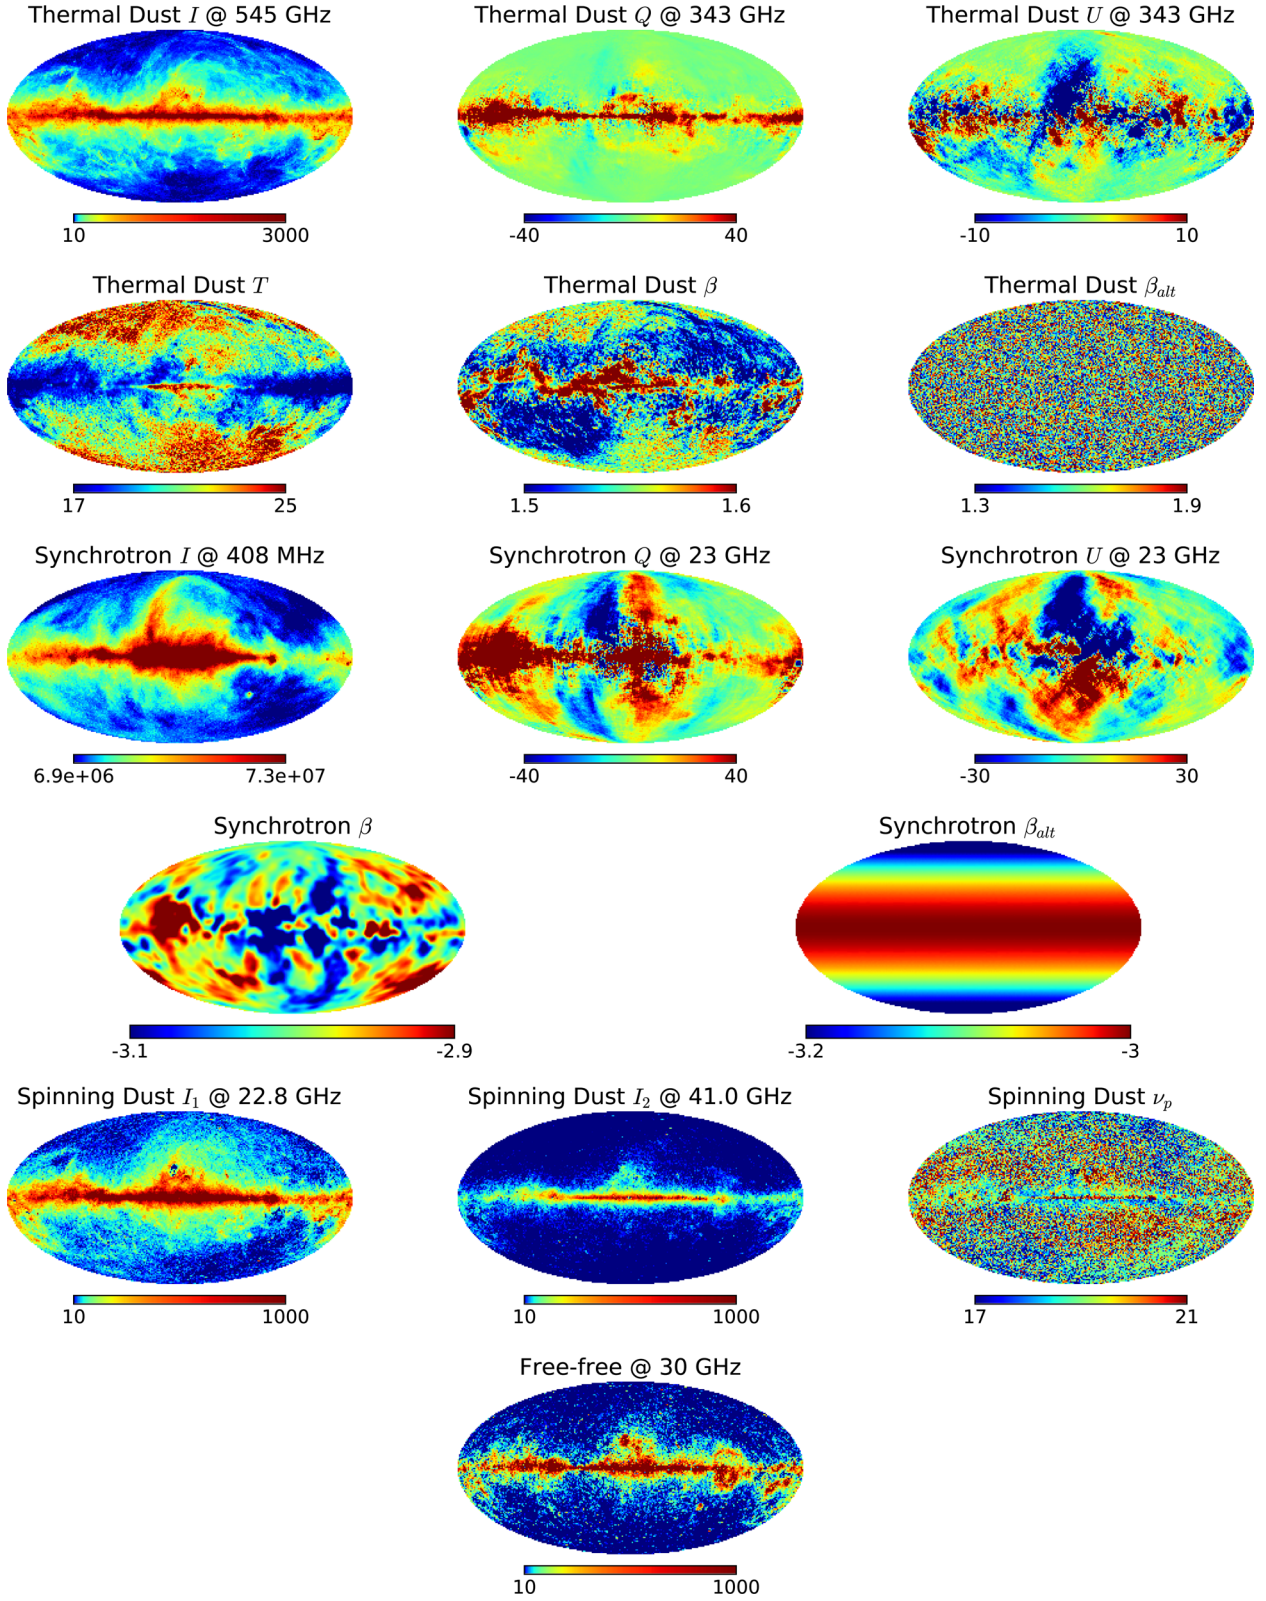 Thermal Dust I @ 545 GHz Thermal Dust Q @ 343 GHz Thermal Dust U @ 343 GHz
10 3000 -40 40 -10 10
Thermal Dust T Thermal Dust β Thermal Dust β_alt
17 25 1.5 1.6 1.3 1.9
Synchrotron I @ 408 MHz Synchrotron Q @ 23 GHz Synchrotron U @ 23 GHz
6.9e+06 7.3e+07 -40 40 -30 30
Synchrotron β Synchrotron β_alt
-3.1 -2.9 -3.2 -3
Spinning Dust I₁ @ 22.8 GHz Spinning Dust I₂ @ 41.0 GHz Spinning Dust ν_p
10 1000 10 1000 17 21
Free-free @ 30 GHz
10 1000